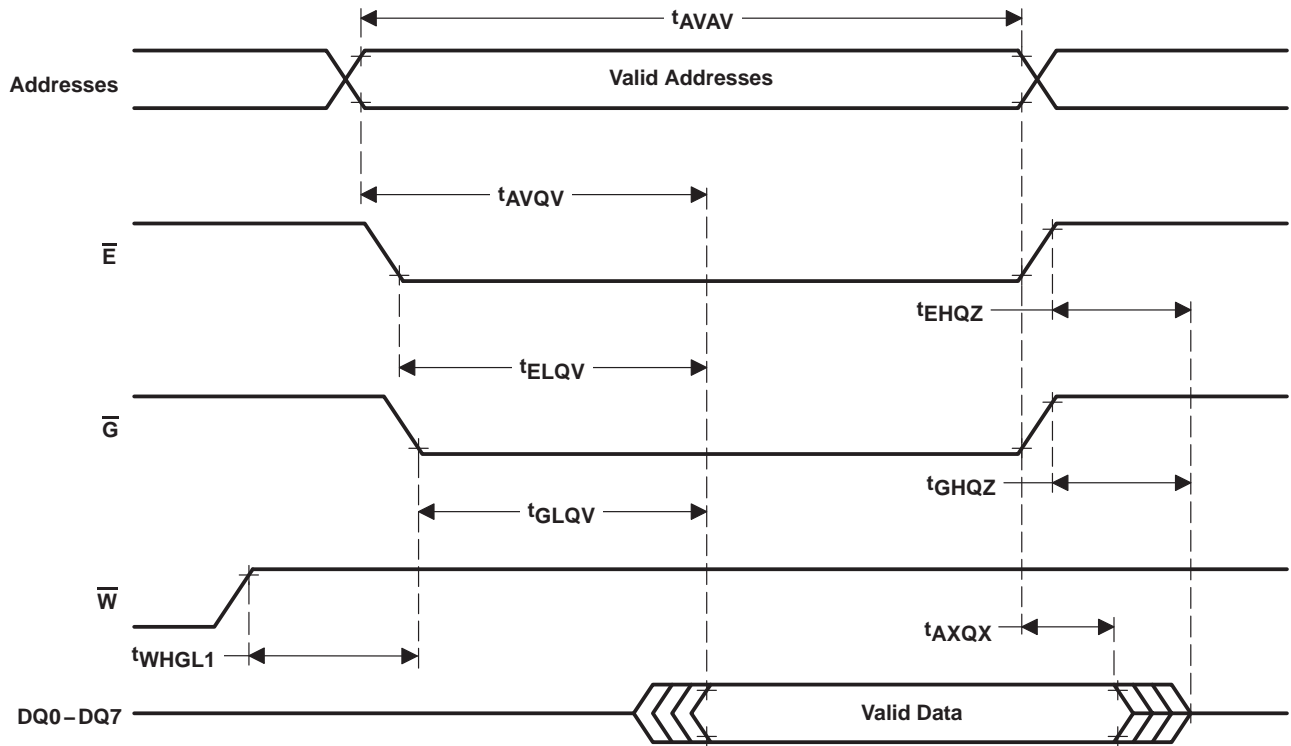 tAVAV
Addresses
Valid Addresses
tAVQV
E̅
tEHQZ
tELQV
G̅
tGHQZ
tGLQV
W̅
tAXQX
tWHGL1
DQ0–DQ7
Valid Data